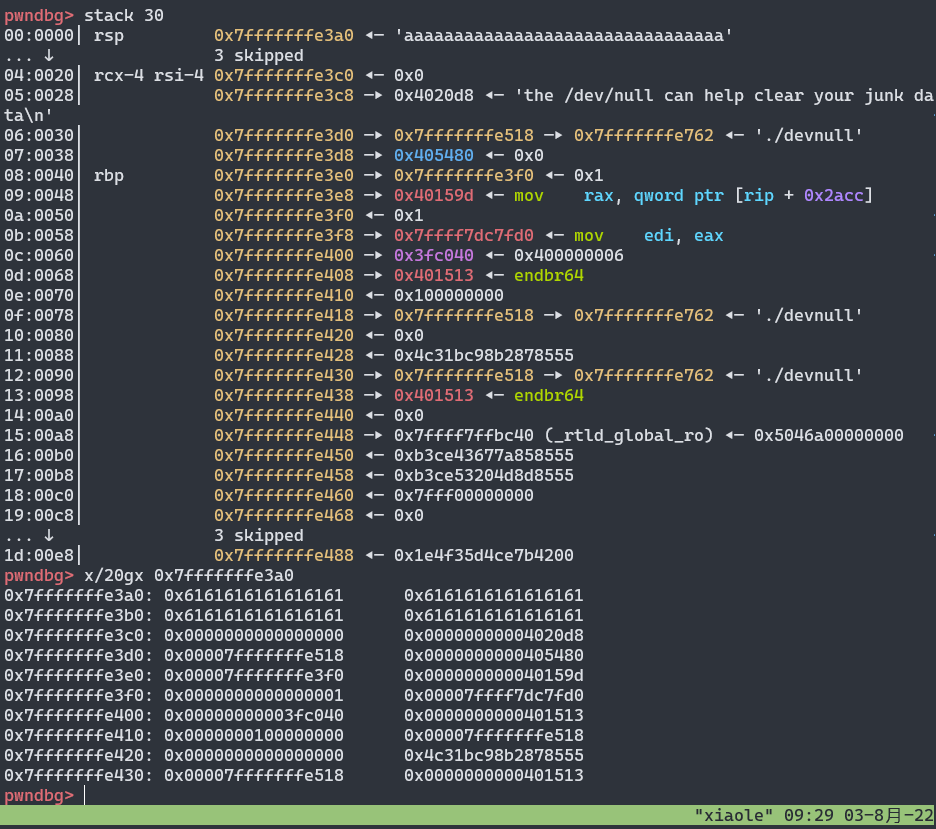 pwndbg> stack 30
00:0000│ rsp 0x7fffffffe3a0 ◂— 'aaaaaaaaaaaaaaaaaaaaaaaaaaaaaaaa'
... ↓ 3 skipped
04:0020│ rcx-4 rsi-4 0x7fffffffe3c0 ◂— 0x0
05:0028│ 0x7fffffffe3c8 —▸ 0x4020d8 ◂— 'the /dev/null can help clear your junk da
ta\n'
06:0030│ 0x7fffffffe3d0 —▸ 0x7fffffffe518 —▸ 0x7fffffffe762 ◂— './devnull'
07:0038│ 0x7fffffffe3d8 —▸ 0x405480 ◂— 0x0
08:0040│ rbp 0x7fffffffe3e0 —▸ 0x7fffffffe3f0 ◂— 0x1
09:0048│ 0x7fffffffe3e8 —▸ 0x40159d ◂— mov rax, qword ptr [rip + 0x2acc]
0a:0050│ 0x7fffffffe3f0 ◂— 0x1
0b:0058│ 0x7fffffffe3f8 —▸ 0x7ffff7dc7fd0 ◂— mov edi, eax
0c:0060│ 0x7fffffffe400 —▸ 0x3fc040 ◂— 0x400000006
0d:0068│ 0x7fffffffe408 —▸ 0x401513 ◂— endbr64
0e:0070│ 0x7fffffffe410 ◂— 0x100000000
0f:0078│ 0x7fffffffe418 —▸ 0x7fffffffe518 —▸ 0x7fffffffe762 ◂— './devnull'
10:0080│ 0x7fffffffe420 ◂— 0x0
11:0088│ 0x7fffffffe428 ◂— 0x4c31bc98b2878555
12:0090│ 0x7fffffffe430 —▸ 0x7fffffffe518 —▸ 0x7fffffffe762 ◂— './devnull'
13:0098│ 0x7fffffffe438 —▸ 0x401513 ◂— endbr64
14:00a0│ 0x7fffffffe440 ◂— 0x0
15:00a8│ 0x7fffffffe448 —▸ 0x7ffff7ffbc40 (_rtld_global_ro) ◂— 0x5046a00000000
16:00b0│ 0x7fffffffe450 ◂— 0xb3ce43677a858555
17:00b8│ 0x7fffffffe458 ◂— 0xb3ce53204d8d8555
18:00c0│ 0x7fffffffe460 ◂— 0x7fff00000000
19:00c8│ 0x7fffffffe468 ◂— 0x0
... ↓ 3 skipped
1d:00e8│ 0x7fffffffe488 ◂— 0x1e4f35d4ce7b4200
pwndbg> x/20gx 0x7fffffffe3a0
0x7fffffffe3a0: 0x6161616161616161 0x6161616161616161
0x7fffffffe3b0: 0x6161616161616161 0x6161616161616161
0x7fffffffe3c0: 0x0000000000000000 0x00000000004020d8
0x7fffffffe3d0: 0x00007fffffffe518 0x0000000000405480
0x7fffffffe3e0: 0x00007fffffffe3f0 0x000000000040159d
0x7fffffffe3f0: 0x0000000000000001 0x00007ffff7dc7fd0
0x7fffffffe400: 0x00000000003fc040 0x0000000000401513
0x7fffffffe410: 0x0000000100000000 0x00007fffffffe518
0x7fffffffe420: 0x0000000000000000 0x4c31bc98b2878555
0x7fffffffe430: 0x00007fffffffe518 0x0000000000401513
pwndbg>
"xiaole" 09:29 03-8月-22